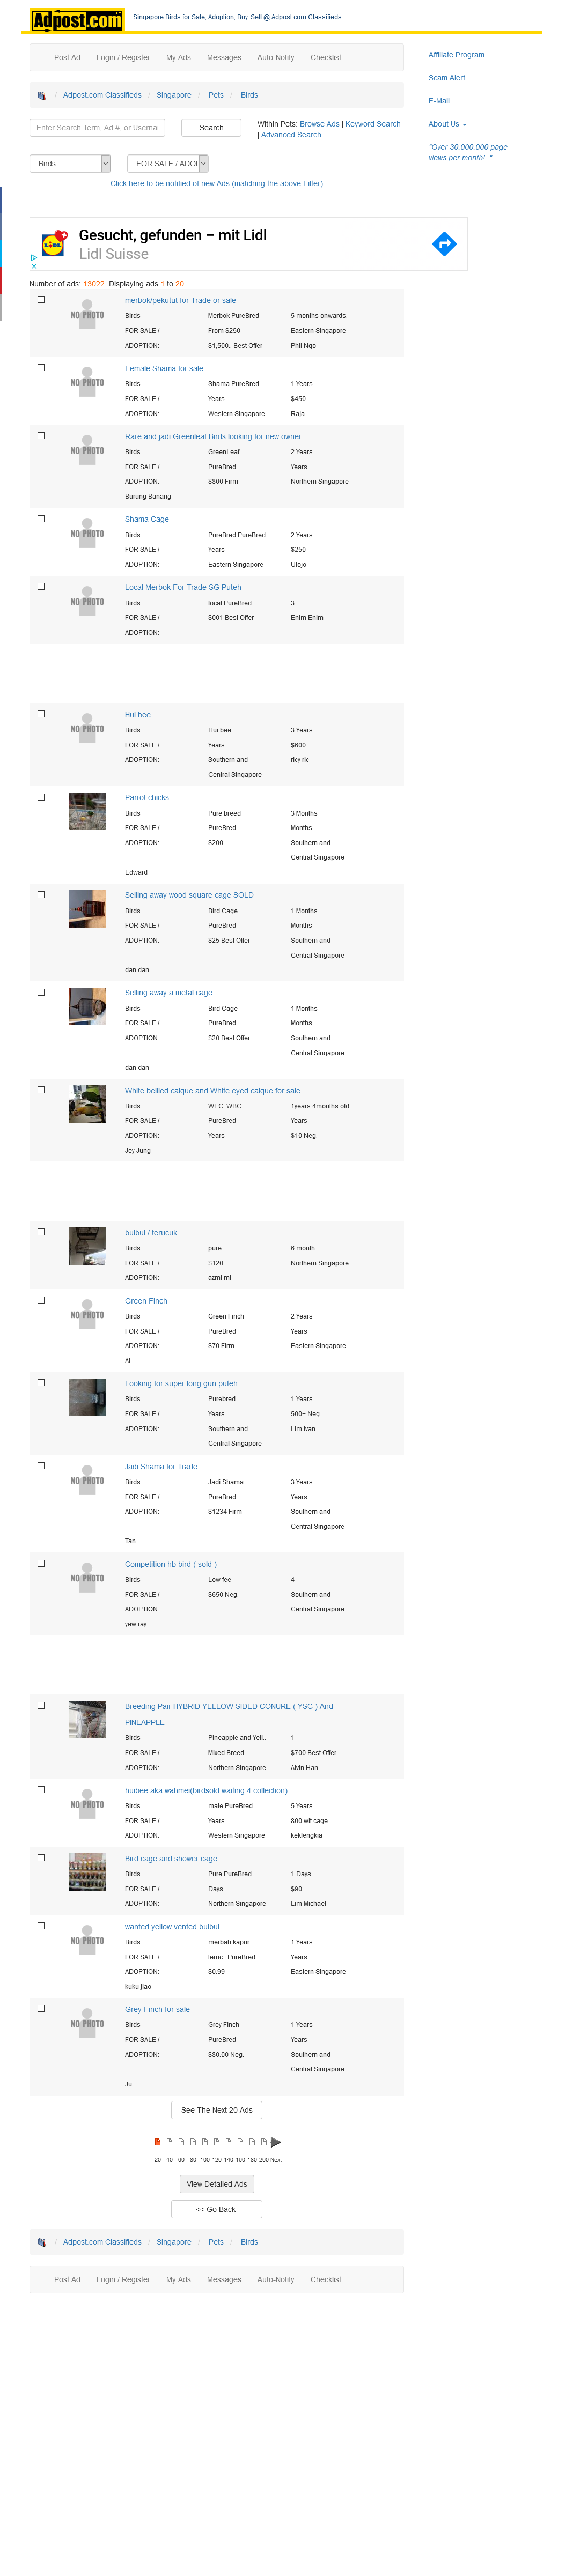 Adpost.com
Singapore Birds for Sale, Adoption, Buy, Sell @ Adpost.com Classifieds
Post Ad Login / Register My Ads Messages Auto-Notify Checklist
Affiliate Program
Scam Alert
E-Mail
About Us
"Over 30,000,000 page
views per month!.."
Adpost.com Classifieds / Singapore / Pets / Birds
Enter Search Term, Ad #, or Usernam
Search
Within Pets: Browse Ads | Keyword Search
| Advanced Search
Birds
FOR SALE / ADOP
Click here to be notified of new Ads (matching the above Filter)
LIDL
Gesucht, gefunden – mit Lidl
Lidl Suisse
Number of ads: 13022. Displaying ads 1 to 20.
NO PHOTO
merbok/pekutut for Trade or sale
Birds Merbok PureBred 5 months onwards.
FOR SALE / From $250 - Eastern Singapore
ADOPTION: $1,500.. Best Offer Phil Ngo
NO PHOTO
Female Shama for sale
Birds Shama PureBred 1 Years
FOR SALE / Years $450
ADOPTION: Western Singapore Raja
NO PHOTO
Rare and jadi Greenleaf Birds looking for new owner
Birds GreenLeaf 2 Years
FOR SALE / PureBred Years
ADOPTION: $800 Firm Northern Singapore
Burung Banang
NO PHOTO
Shama Cage
Birds PureBred PureBred 2 Years
FOR SALE / Years $250
ADOPTION: Eastern Singapore Utojo
NO PHOTO
Local Merbok For Trade SG Puteh
Birds local PureBred 3
FOR SALE / $001 Best Offer Enim Enim
ADOPTION:
NO PHOTO
Hui bee
Birds Hui bee 3 Years
FOR SALE / Years $600
ADOPTION: Southern and ricy ric
Central Singapore
Parrot chicks
Birds Pure breed 3 Months
FOR SALE / PureBred Months
ADOPTION: $200 Southern and
Central Singapore
Edward
Selling away wood square cage SOLD
Birds Bird Cage 1 Months
FOR SALE / PureBred Months
ADOPTION: $25 Best Offer Southern and
Central Singapore
dan dan
Selling away a metal cage
Birds Bird Cage 1 Months
FOR SALE / PureBred Months
ADOPTION: $20 Best Offer Southern and
Central Singapore
dan dan
White bellied caique and White eyed caique for sale
Birds WEC, WBC 1years 4months old
FOR SALE / PureBred Years
ADOPTION: Years $10 Neg.
Jey Jung
bulbul / terucuk
Birds pure 6 month
FOR SALE / $120 Northern Singapore
ADOPTION: azmi mi
NO PHOTO
Green Finch
Birds Green Finch 2 Years
FOR SALE / PureBred Years
ADOPTION: $70 Firm Eastern Singapore
Al
Looking for super long gun puteh
Birds Purebred 1 Years
FOR SALE / Years 500+ Neg.
ADOPTION: Southern and Lim Ivan
Central Singapore
NO PHOTO
Jadi Shama for Trade
Birds Jadi Shama 3 Years
FOR SALE / PureBred Years
ADOPTION: $1234 Firm Southern and
Central Singapore
Tan
NO PHOTO
Competition hb bird ( sold )
Birds Low fee 4
FOR SALE / $650 Neg. Southern and
ADOPTION: Central Singapore
yew ray
Breeding Pair HYBRID YELLOW SIDED CONURE ( YSC ) And
PINEAPPLE
Birds Pineapple and Yell.. 1
FOR SALE / Mixed Breed $700 Best Offer
ADOPTION: Northern Singapore Alvin Han
NO PHOTO
huibee aka wahmei(birdsold waiting 4 collection)
Birds male PureBred 5 Years
FOR SALE / Years 800 wit cage
ADOPTION: Western Singapore keklengkia
Bird cage and shower cage
Birds Pure PureBred 1 Days
FOR SALE / Days $90
ADOPTION: Northern Singapore Lim Michael
NO PHOTO
wanted yellow vented bulbul
Birds merbah kapur 1 Years
FOR SALE / teruc.. PureBred Years
ADOPTION: $0.99 Eastern Singapore
kuku jiao
NO PHOTO
Grey Finch for sale
Birds Grey Finch 1 Years
FOR SALE / PureBred Years
ADOPTION: $80.00 Neg. Southern and
Central Singapore
Ju
See The Next 20 Ads
20 40 60 80 100 120 140 160 180 200 Next
View Detailed Ads
<< Go Back
Adpost.com Classifieds / Singapore / Pets / Birds
Post Ad Login / Register My Ads Messages Auto-Notify Checklist